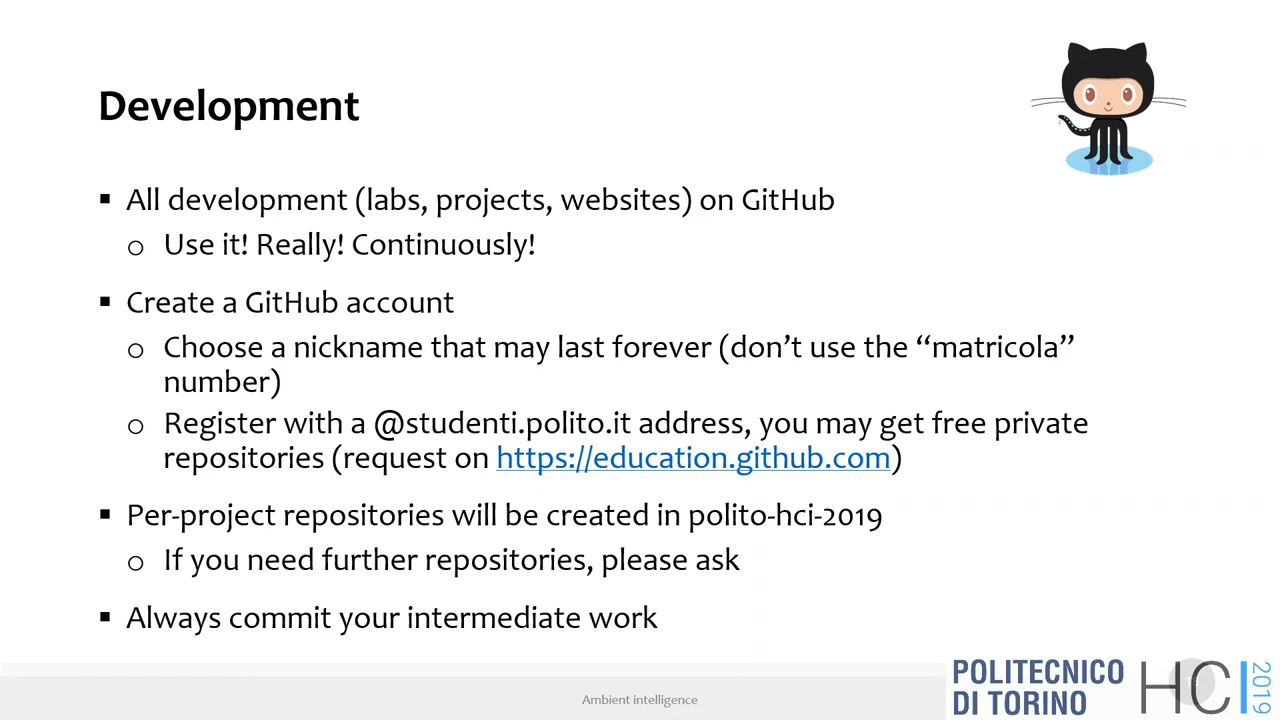 Development
▪ All development (labs, projects, websites) on GitHub
o Use it! Really! Continuously!
▪ Create a GitHub account
o Choose a nickname that may last forever (don’t use the “matricola”
number)
o Register with a @studenti.polito.it address, you may get free private
repositories (request on https://education.github.com)
▪ Per-project repositories will be created in polito-hci-2019
o If you need further repositories, please ask
▪ Always commit your intermediate work
Ambient intelligence
POLITECNICO
DI TORINO
HCI
2019